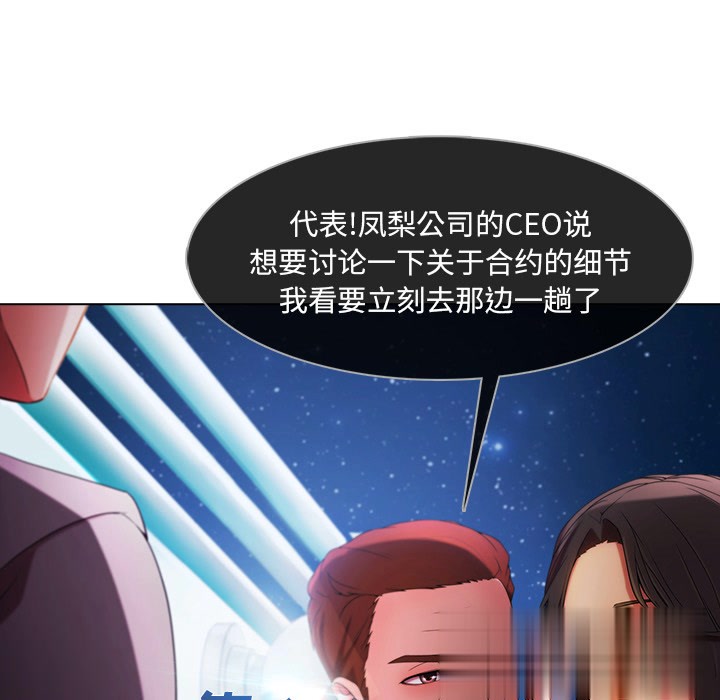 代表!凤梨公司的CEO说
想要讨论一下关于合约的细节
我看要立刻去那边一趟了